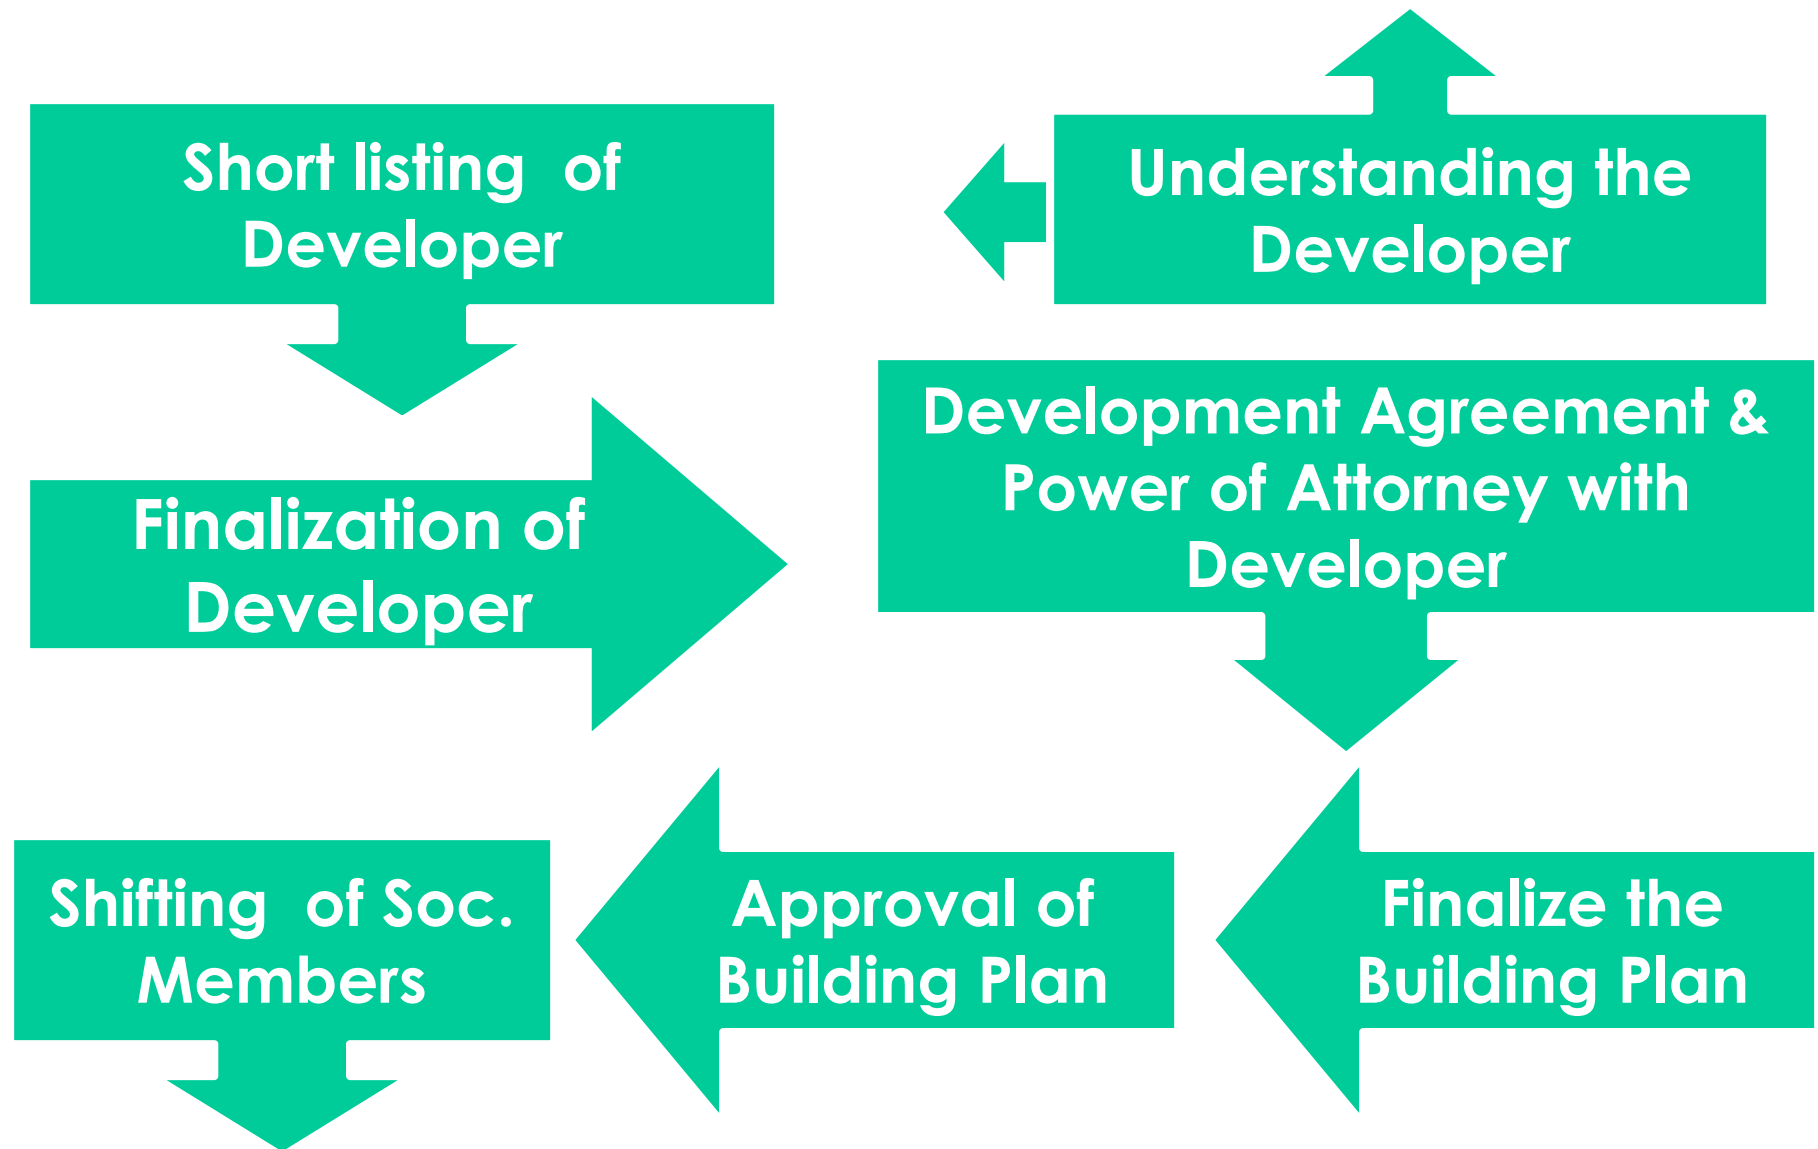 Short listing  of
Developer
Understanding the
Developer
Finalization of
Developer
Development Agreement &
Power of Attorney with
Developer
Shifting  of Soc.
Members
Approval of
Building Plan
Finalize the
Building Plan